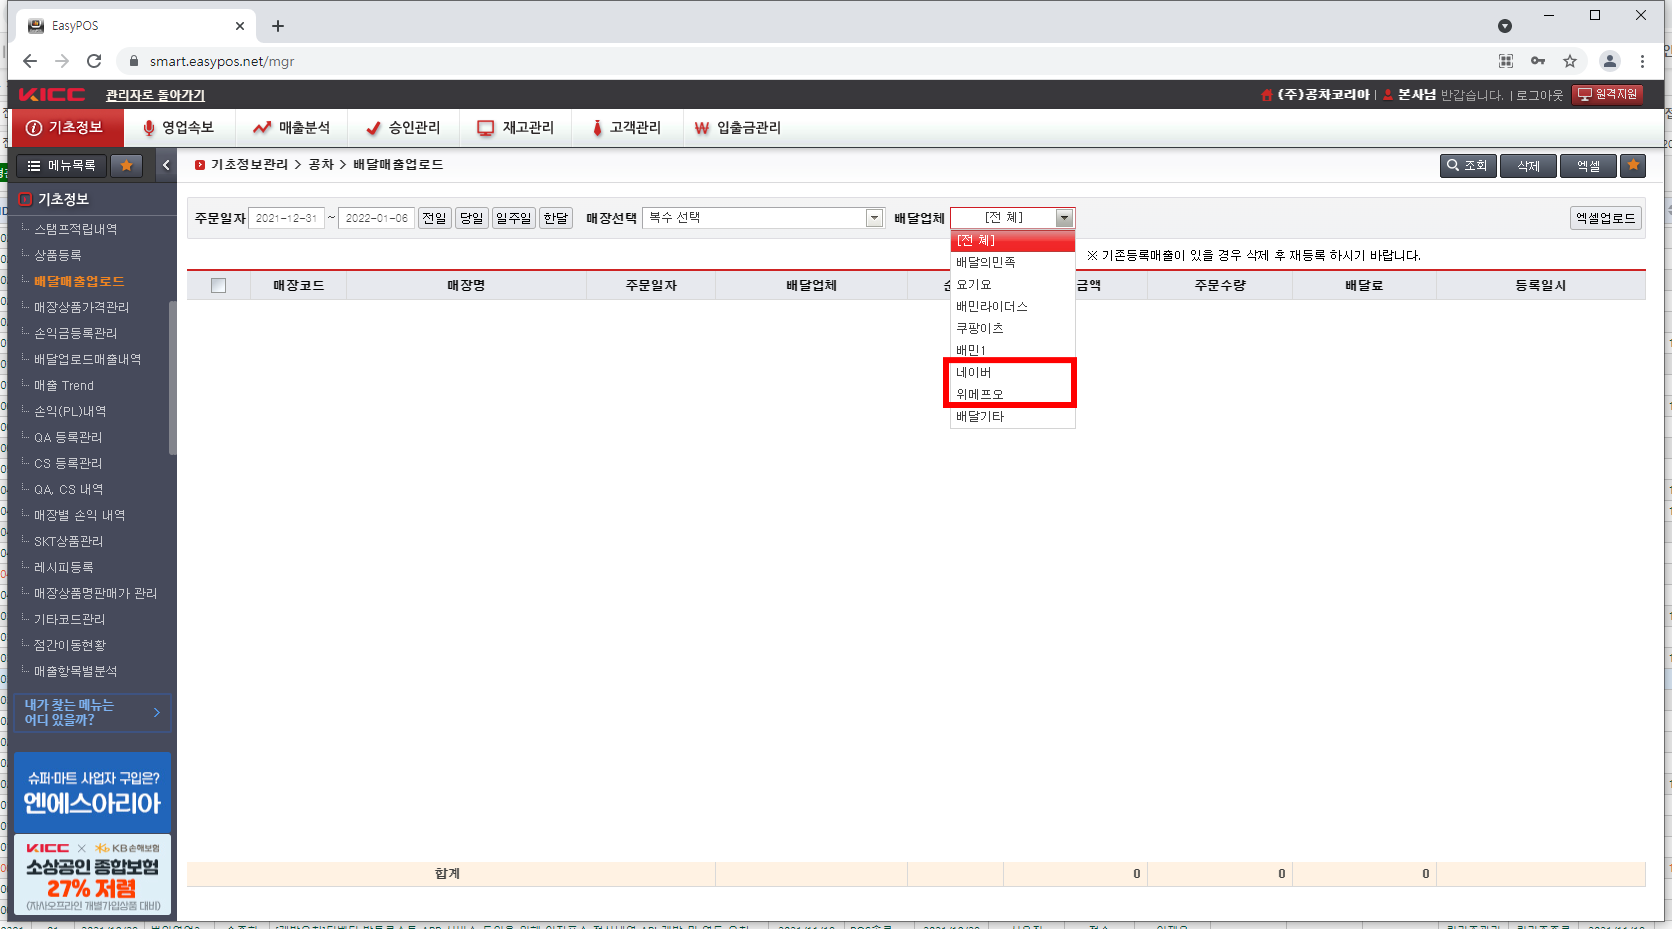 EasyPOS
smart.easypos.net/mgr
KICC 관리자로 돌아가기
(주)공차코리아 | 본사님 반갑습니다. | 로그아웃 원격지원
기초정보 영업속보 매출분석 승인관리 재고관리 고객관리 ₩ 입출금관리
메뉴목록
기초정보관리 > 공차 > 배달매출업로드
조회 삭제 엑셀
기초정보
스탬프적립내역
상품등록
배달매출업로드
매장상품가격관리
손익금등록관리
배달업로드매출내역
매출 Trend
손익(PL)내역
QA 등록관리
CS 등록관리
QA, CS 내역
매장별 손익 내역
SKT상품관리
레시피등록
매장상품명판매가 관리
기타코드관리
점간이동현황
매출항목별분석
내가 찾는 메뉴는
어디 있을까?
슈퍼·마트 사업자 구입은?
엔에스아리아
KICC × KB손해보험
소상공인 종합보험
27% 저렴
(자사오프라인 개별가입상품 대비)
주문일자 2021-12-31 ~ 2022-01-06 전일 당일 일주일 한달 매장선택 복수 선택 배달업체 [전 체] 엑셀업로드
[전 체]
배달의민족
요기요
배민라이더스
쿠팡이츠
배민1
네이버
위메프오
배달기타
※ 기존등록매출이 있을 경우 삭제 후 재등록 하시기 바랍니다.
매장코드 매장명 주문일자 배달업체 금액 주문수량 배달료 등록일시
합계 0 0 0